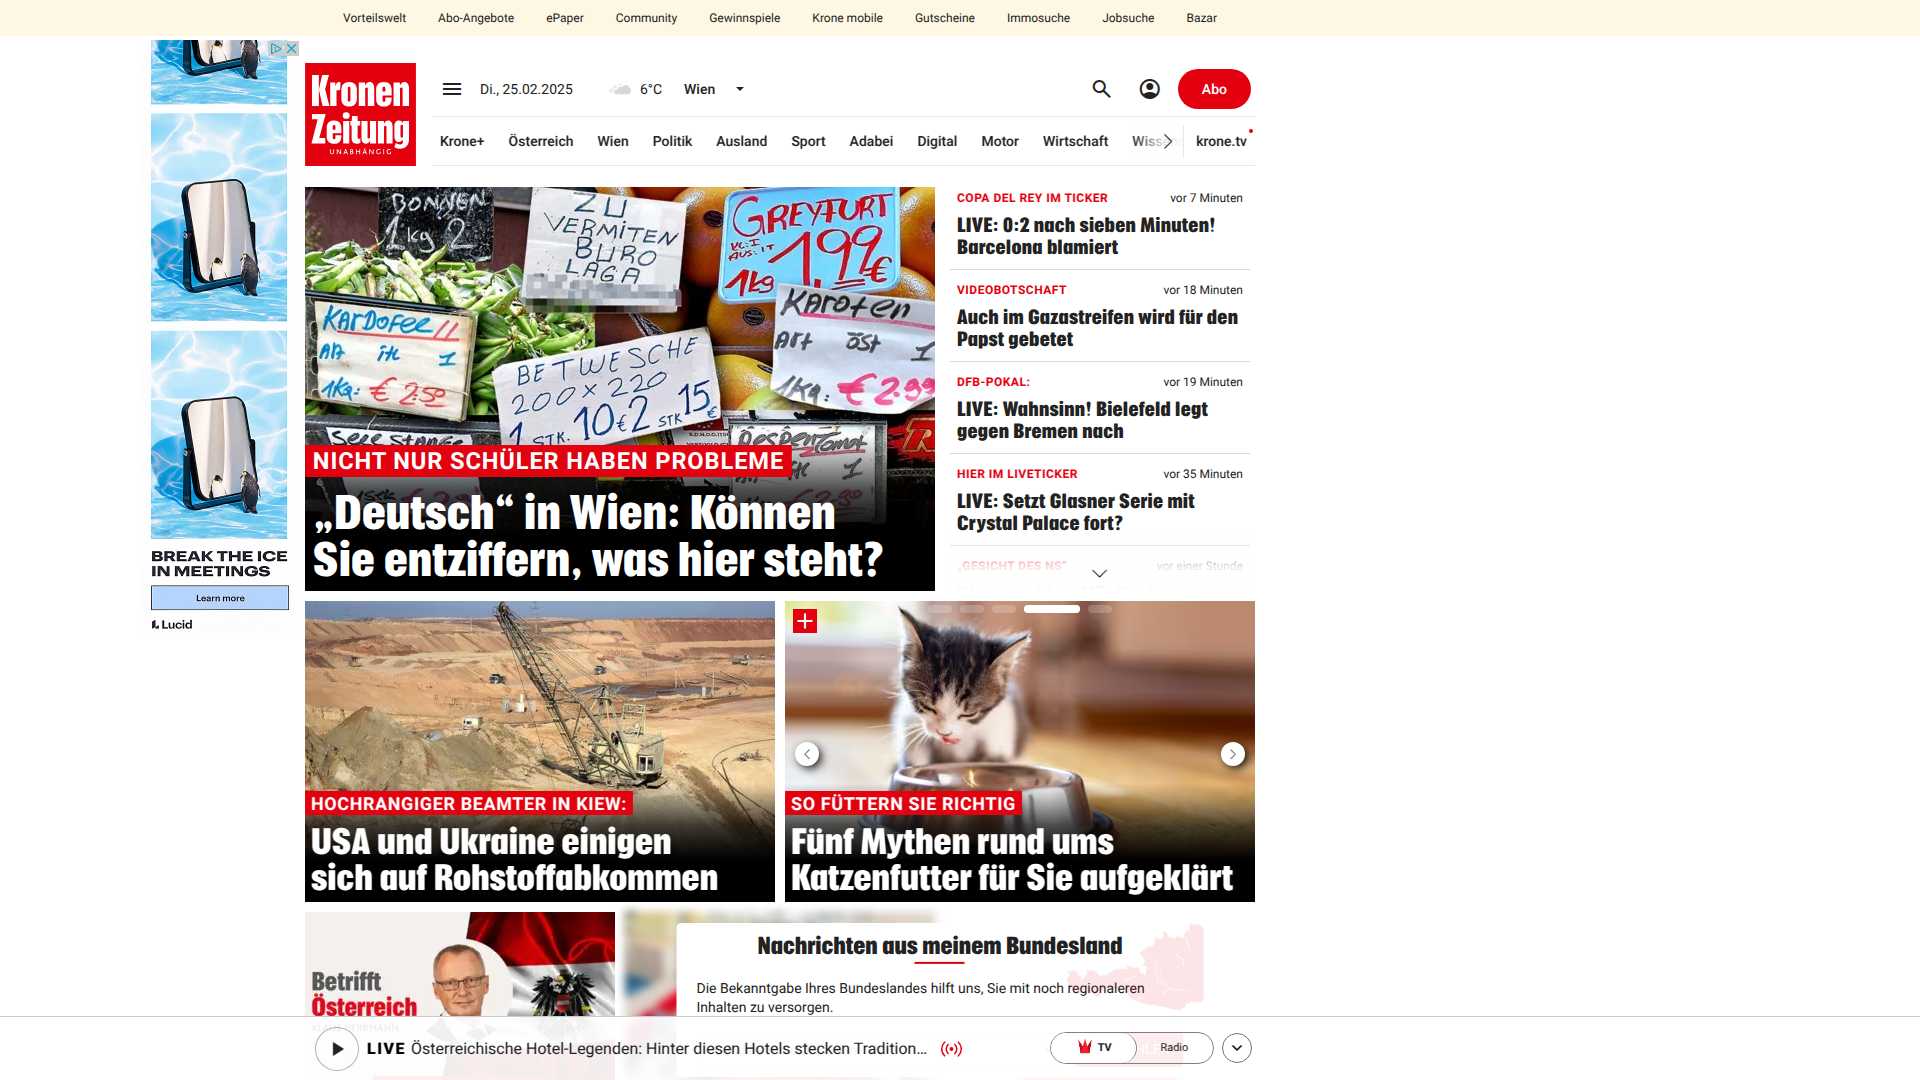 Vorteilswelt Abo-Angebote ePaper Community Gewinnspiele Krone mobile Gutscheine Immosuche Jobsuche Bazar
Kronen
Zeitung
UNABHÄNGIG
Di., 25.02.2025 6°C Wien
Abo
Krone+ Österreich Wien Politik Ausland Sport Adabei Digital Motor Wirtschaft krone.tv
BREAK THE ICE
IN MEETINGS
Learn more
Lucid
BOHNEN
1kg 2
ZU
VERMITEN
BÜRO
LAGA
GREYFURT
KL: I
AUS: IT
1kg 1,99€
KARDOFEL
Art itl I
1Kg: € 2.50
BETWESCHE
200 X 220
1 STK. 10€ 2 STK 15€
Karoten
Art öst I
1Kg. € 2.99
NICHT NUR SCHÜLER HABEN PROBLEME
„Deutsch“ in Wien: Können
Sie entziffern, was hier steht?
COPA DEL REY IM TICKER vor 7 Minuten
LIVE: 0:2 nach sieben Minuten!
Barcelona blamiert
VIDEOBOTSCHAFT vor 18 Minuten
Auch im Gazastreifen wird für den
Papst gebetet
DFB-POKAL: vor 19 Minuten
LIVE: Wahnsinn! Bielefeld legt
gegen Bremen nach
HIER IM LIVETICKER vor 35 Minuten
LIVE: Setzt Glasner Serie mit
Crystal Palace fort?
„GESICHT DES NS“ vor einer Stunde
HOCHRANGIGER BEAMTER IN KIEW:
USA und Ukraine einigen
sich auf Rohstoffabkommen
SO FÜTTERN SIE RICHTIG
Fünf Mythen rund ums
Katzenfutter für Sie aufgeklärt
Betrifft
Österreich
Nachrichten aus meinem Bundesland
Die Bekanntgabe Ihres Bundeslandes hilft uns, Sie mit noch regionaleren
Inhalten zu versorgen.
LIVE Österreichische Hotel-Legenden: Hinter diesen Hotels stecken Tradition...
TV Radio